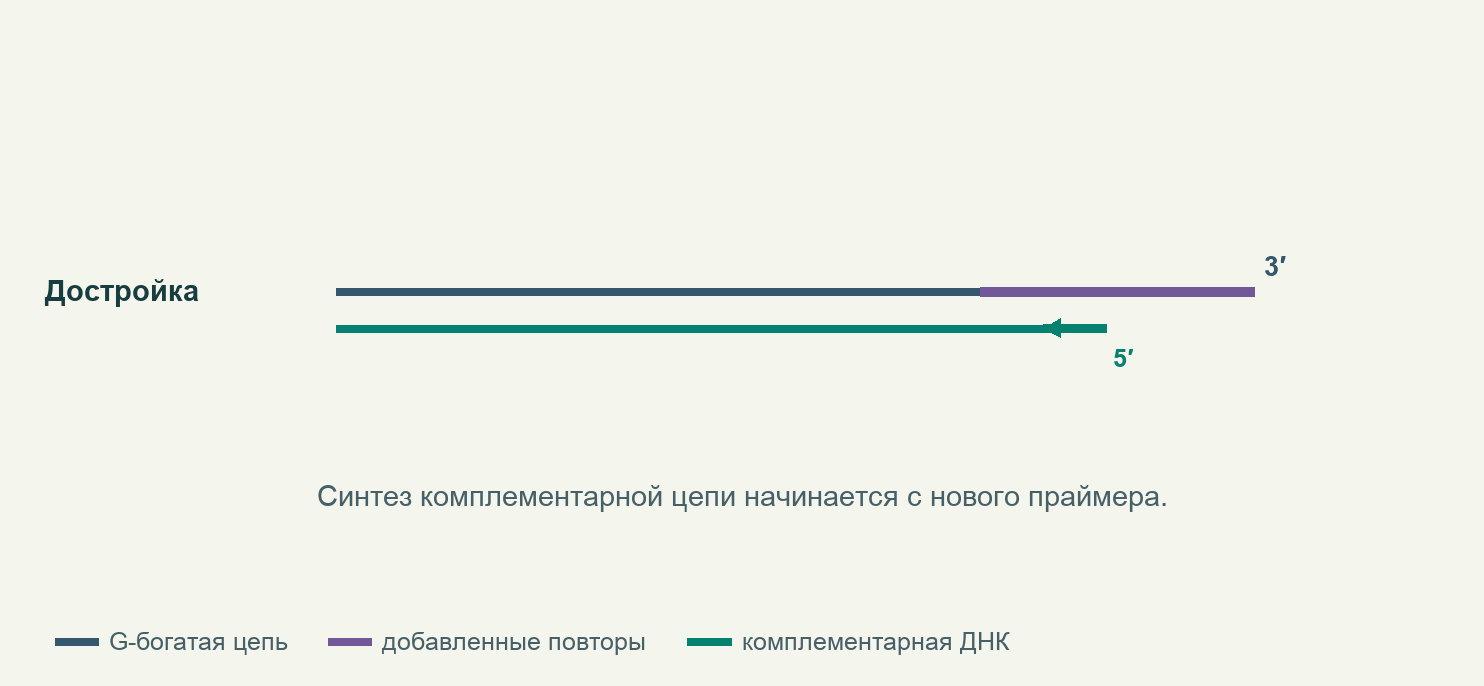 3′
Достройка
5′
Синтез комплементарной цепи начинается с нового праймера.
G-богатая цепь
добавленные повторы
комплементарная ДНК